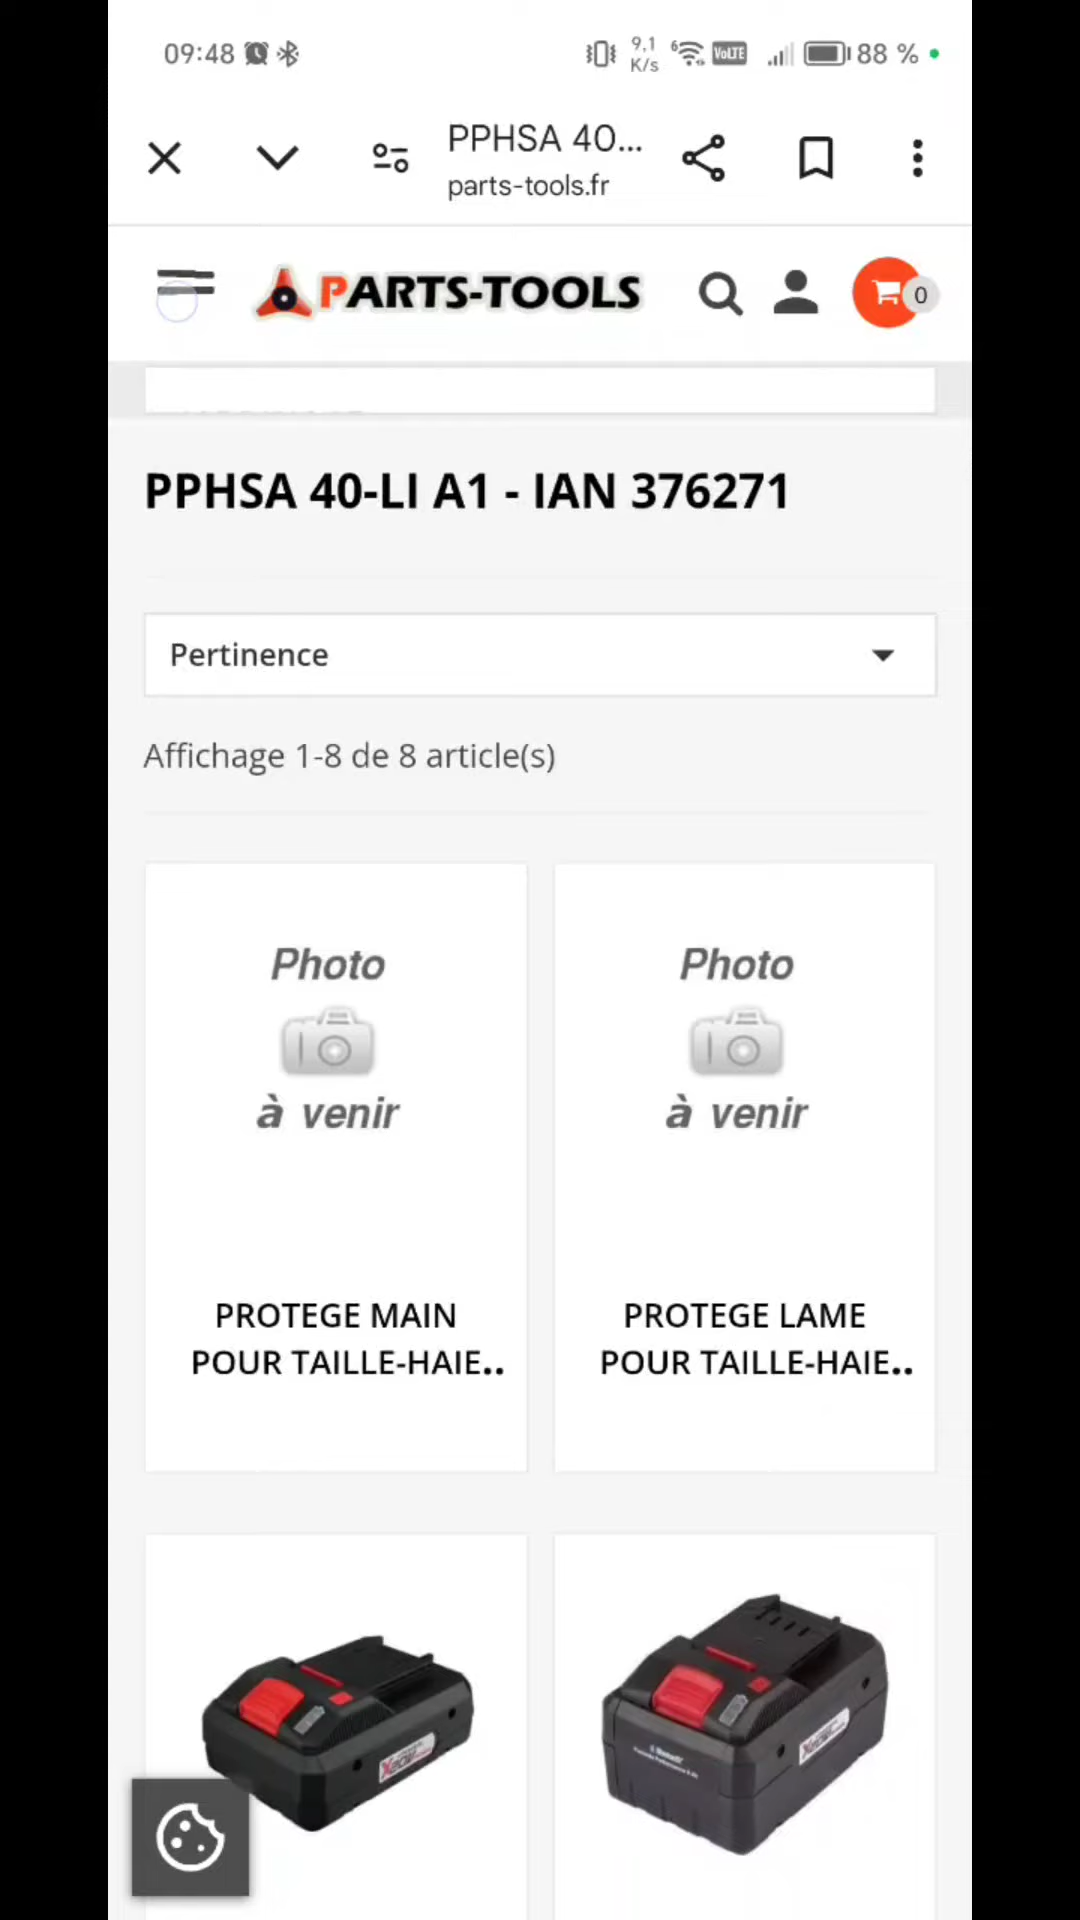 09:48
9,1
K/s
6
VoLTE
88 %
PPHSA 40...
parts-tools.fr
PARTS-TOOLS
0
PPHSA 40-LI A1 - IAN 376271
Pertinence
Affichage 1-8 de 8 article(s)
Photo
à venir
Photo
à venir
PROTEGE MAIN
POUR TAILLE-HAIE..
PROTEGE LAME
POUR TAILLE-HAIE..